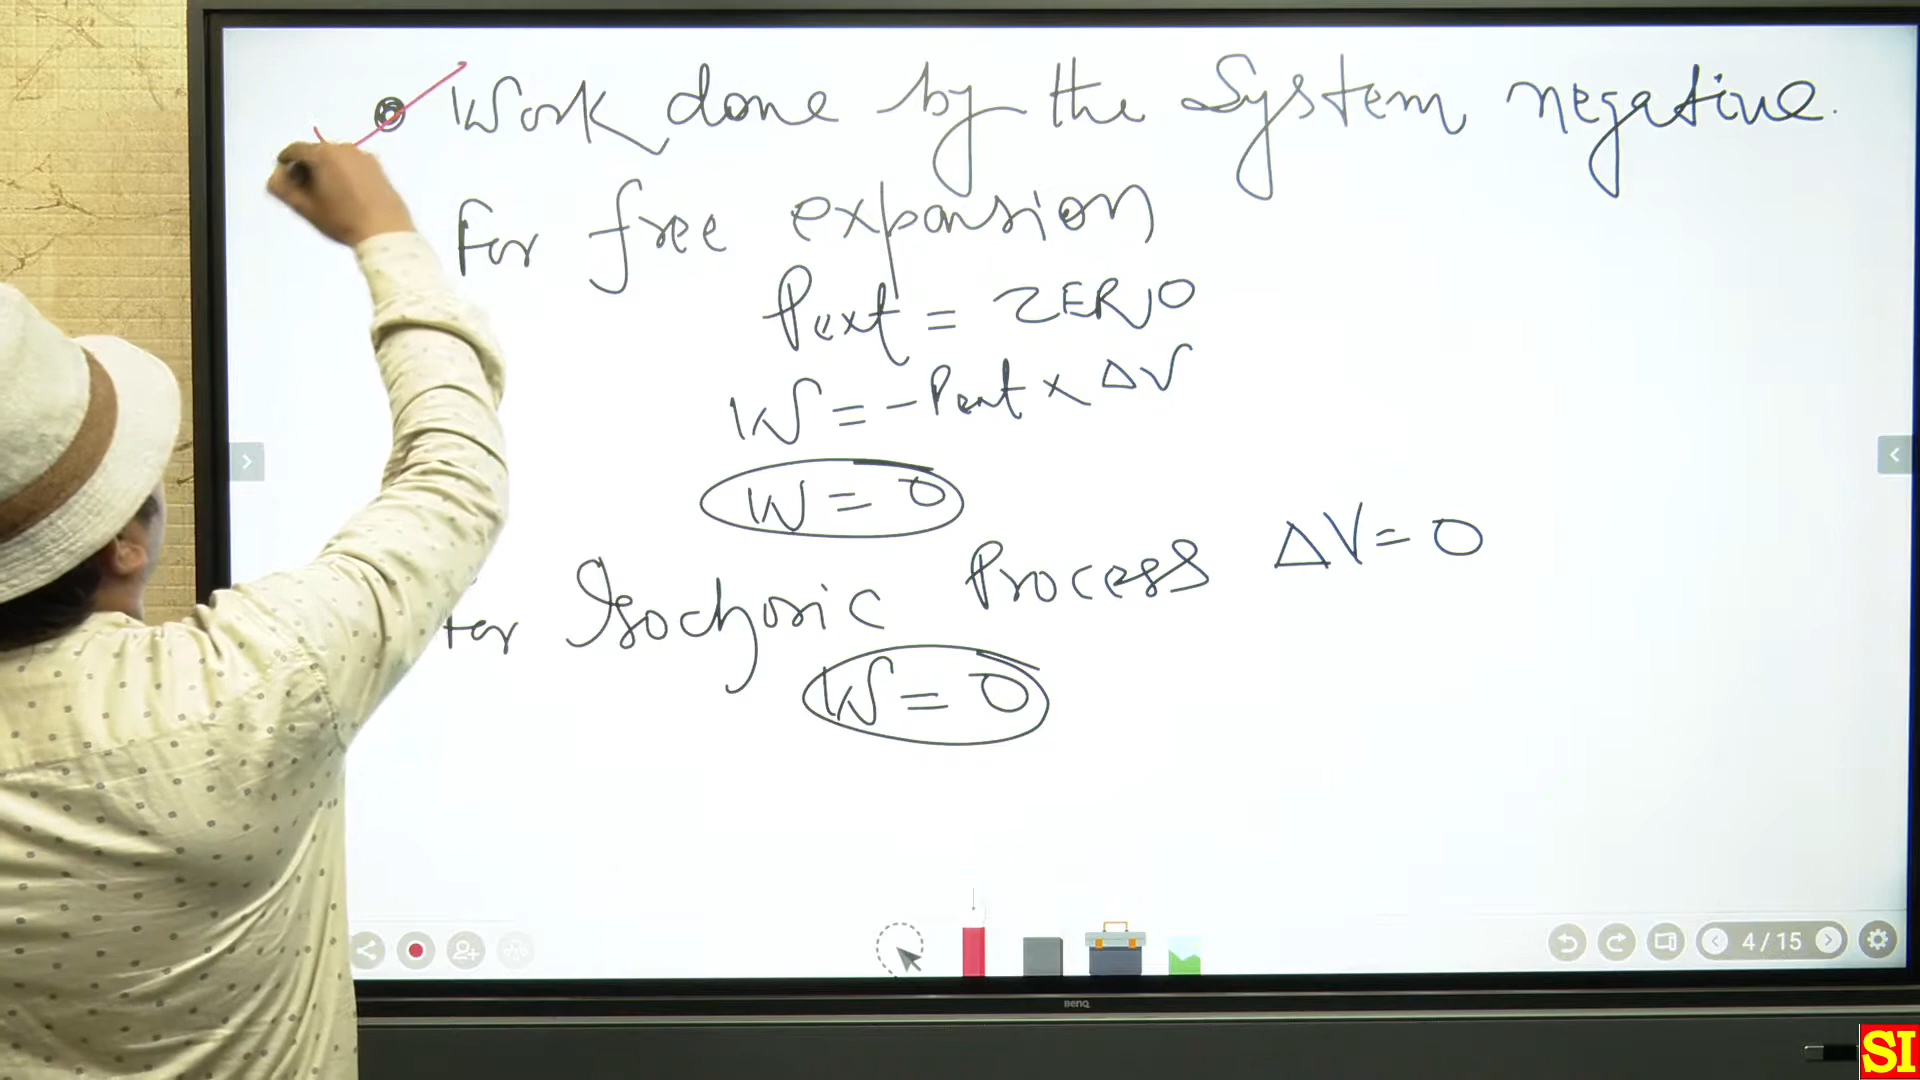 Work done by the System negative.
For free expansion
Pext = ZERO
W = - Pext × ΔV
W = 0
For Isochoric Process ΔV = 0
W = 0
4 / 15
BenQ
SI